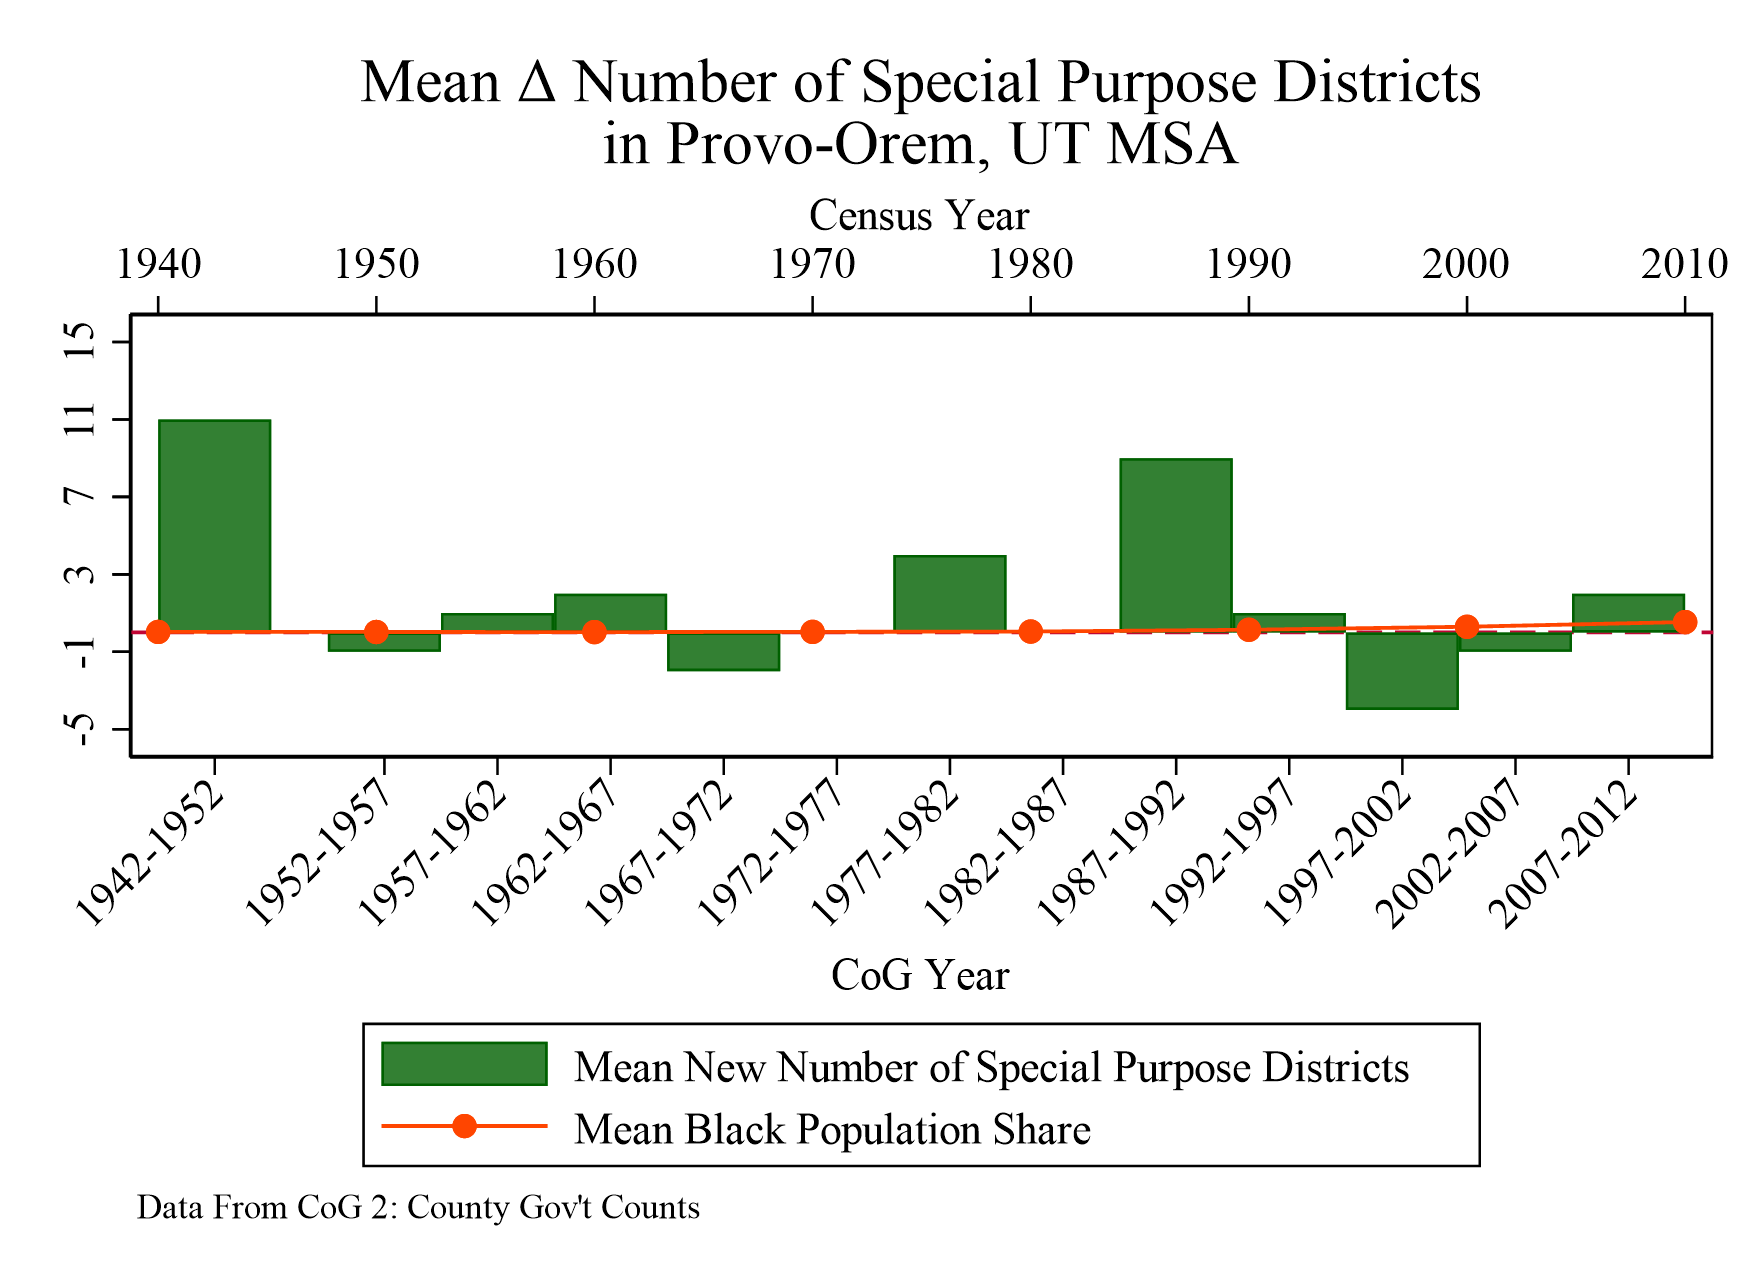 Mean Δ Number of Special Purpose Districts
in Provo-Orem, UT MSA
Census Year
1940 1950 1960 1970 1980 1990 2000 2010
15
11
7
3
-1
-5
1942-1952
1952-1957
1957-1962
1962-1967
1967-1972
1972-1977
1977-1982
1982-1987
1987-1992
1992-1997
1997-2002
2002-2007
2007-2012
CoG Year
Mean New Number of Special Purpose Districts
Mean Black Population Share
Data From CoG 2: County Gov't Counts